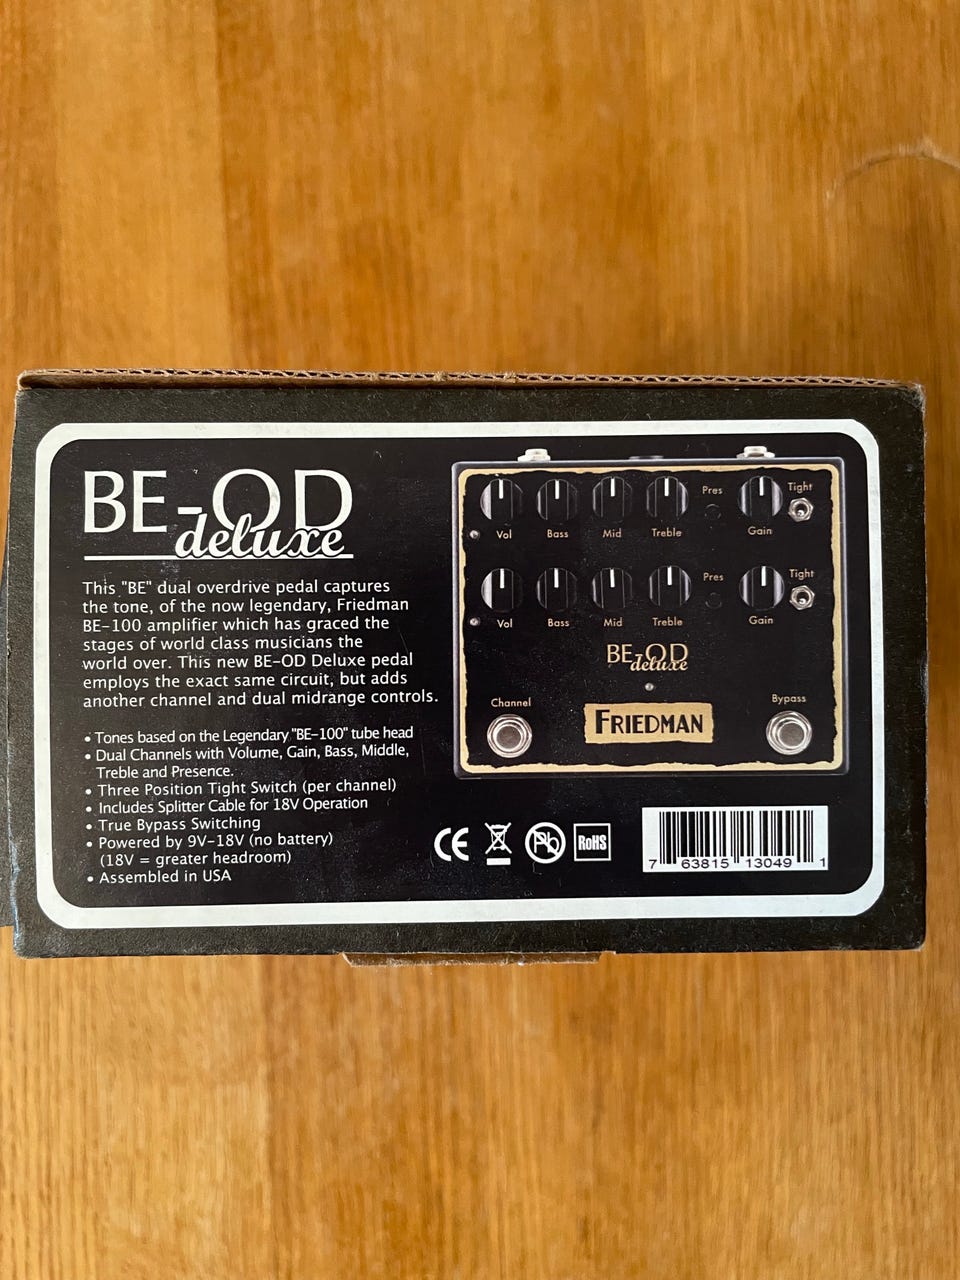 BE-OD
deluxe
This "BE" dual overdrive pedal captures
the tone, of the now legendary, Friedman
BE-100 amplifier which has graced the
stages of world class musicians the
world over. This new BE-OD Deluxe pedal
employs the exact same circuit, but adds
another channel and dual midrange controls.
• Tones based on the Legendary "BE-100" tube head
• Dual Channels with Volume, Gain, Bass, Middle,
Treble and Presence.
• Three Position Tight Switch (per channel)
• Includes Splitter Cable for 18V Operation
• True Bypass Switching
• Powered by 9V-18V (no battery)
(18V = greater headroom)
• Assembled in USA
Vol Bass Mid Treble Pres Gain Tight
Vol Bass Mid Treble Pres Gain Tight
BE-OD
deluxe
Channel
FRIEDMAN
Bypass
CE Pb RoHS
7 63815 13049 1